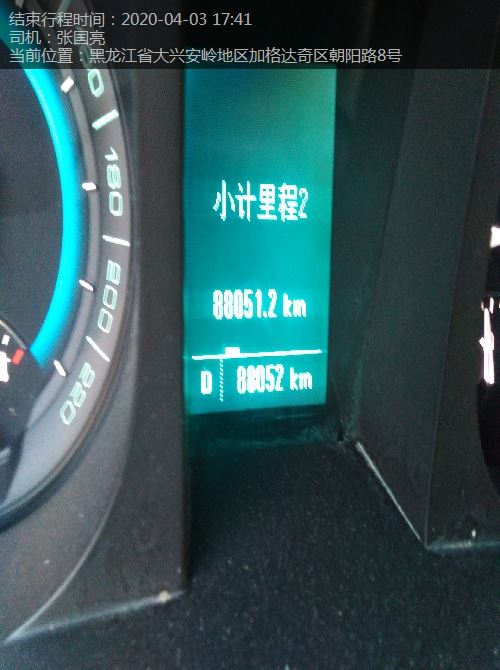 结束行程时间：2020-04-03 17:41
司机：张国亮
当前位置：黑龙江省大兴安岭地区加格达奇区朝阳路8号
180
200
220
小计里程2
88051.2 km
D 88052 km